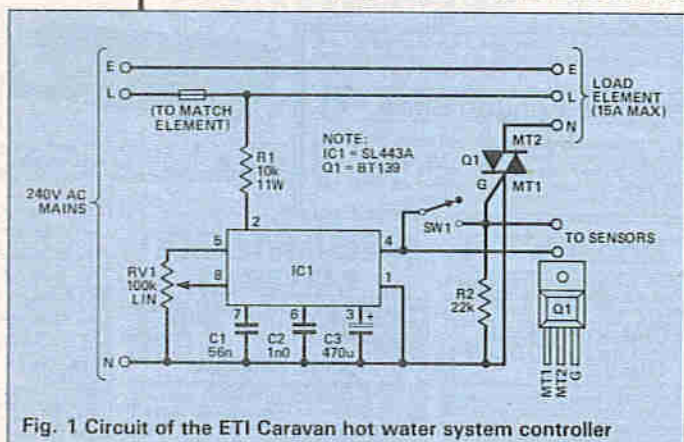 E
L
(TO MATCH
ELEMENT)
E
L
N
LOAD
ELEMENT
(15A MAX)
NOTE:
IC1 = SL443A
Q1 = BT139
R1
10k
11W
MT2
Q1
G
MT1
240V AC
MAINS
2
5
8
IC1
4
1
SW1
TO SENSORS
RV1
100k
LIN
7
6
3
+
C1
56n
C2
1n0
C3
470u
R2
22k
Q1
N
MT1
MT2
G
Fig. 1 Circuit of the ETI Caravan hot water system controller